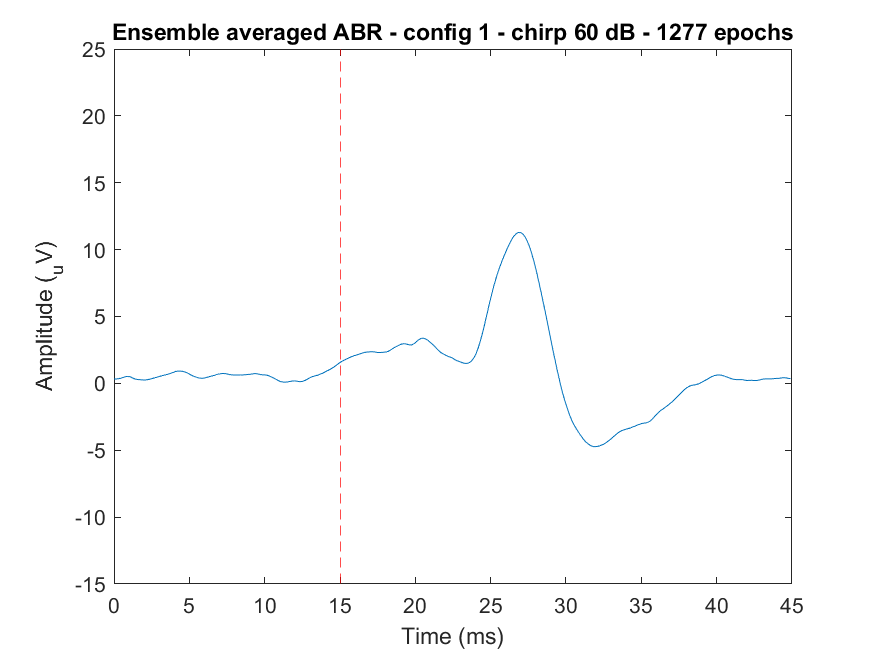 Ensemble averaged ABR - config 1 - chirp 60 dB - 1277 epochs
25
20
15
10
5
0
-5
-10
-15
Amplitude (uV)
0 5 10 15 20 25 30 35 40 45
Time (ms)